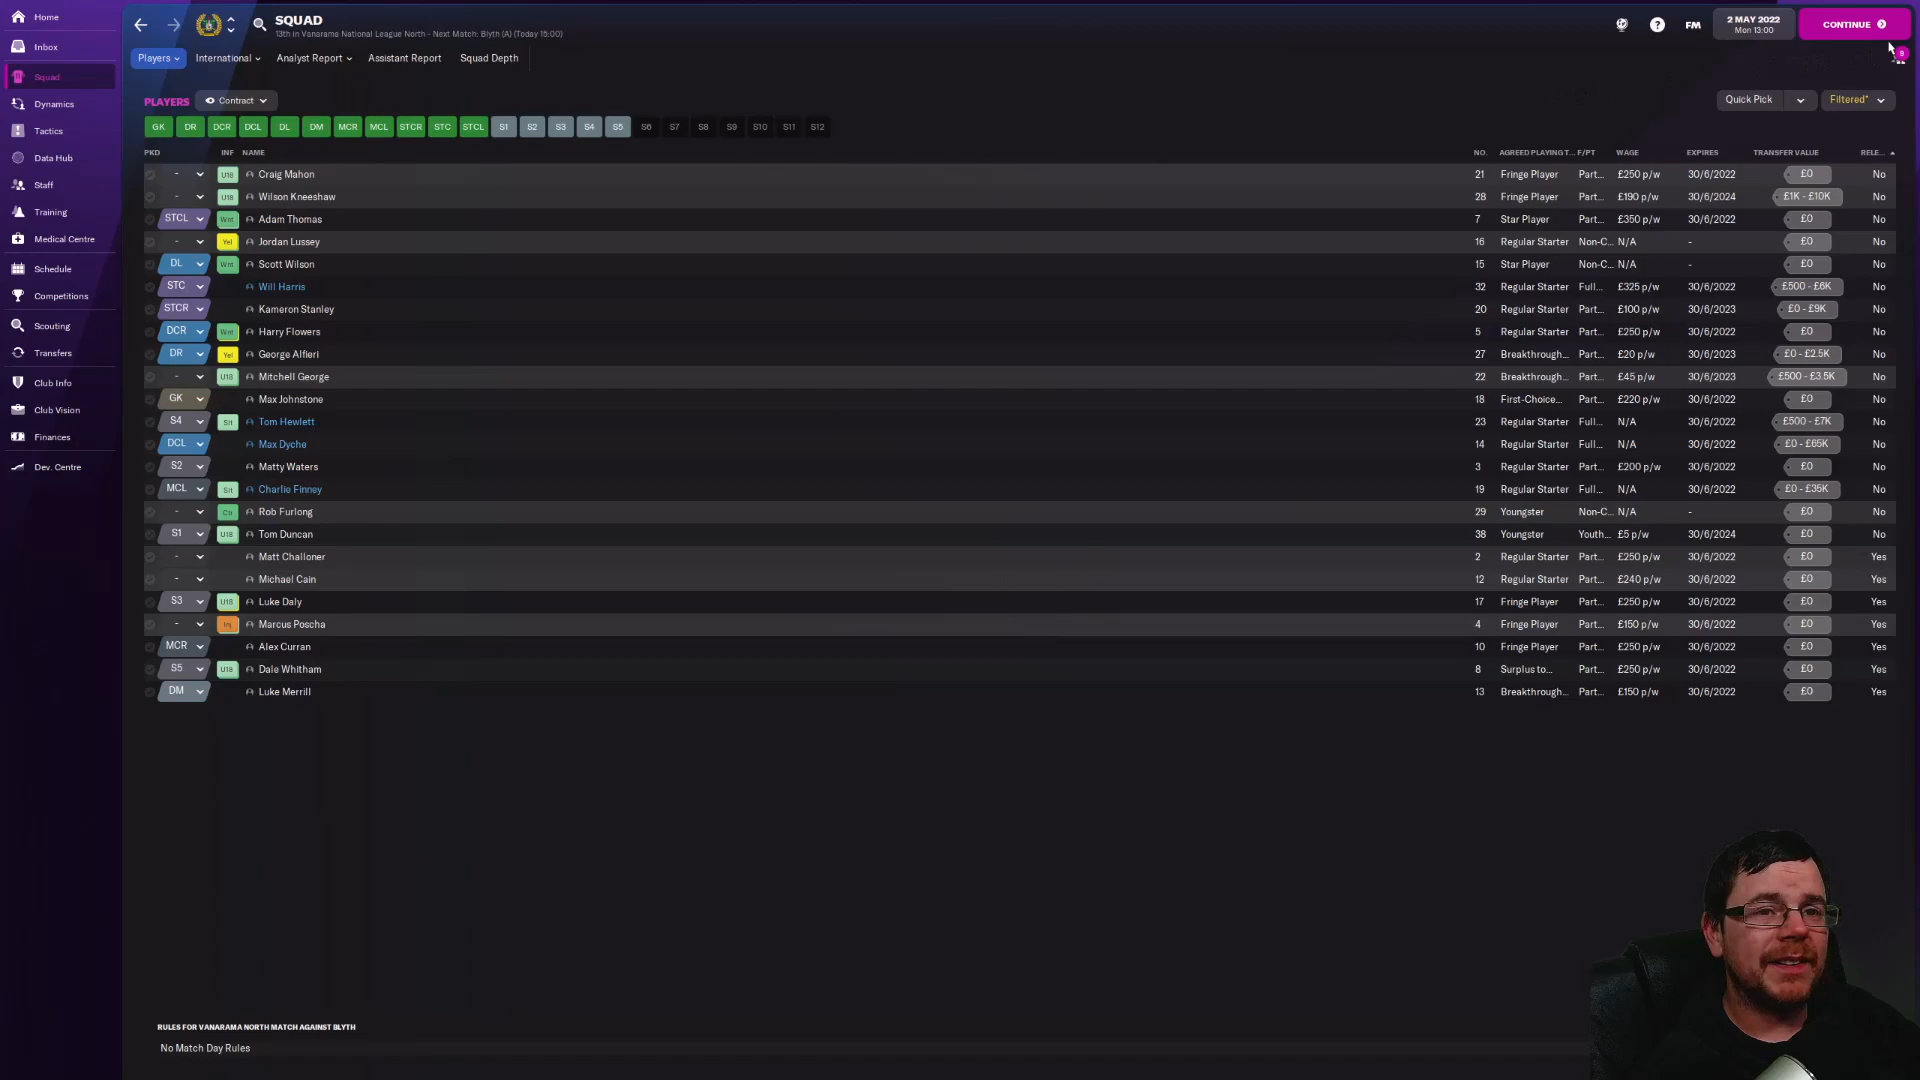 Home
Inbox
Squad
Dynamics
Tactics
Data Hub
Staff
Training
Medical Centre
Schedule
Competitions
Scouting
Transfers
Club Info
Club Vision
Finances
Dev. Centre
SQUAD
13th in Vanarama National League North - Next Match: Blyth (A) (Today 15:00)
FM
2 MAY 2022
Mon 13:00
CONTINUE
9
Players International Analyst Report Assistant Report Squad Depth
PLAYERS Contract Quick Pick Filtered*
GK DR DCR DCL DL DM MCR MCL STCR STC STCL S1 S2 S3 S4 S5 S6 S7 S8 S9 S10 S11 S12
PKD INF NAME NO. AGREED PLAYING T... F/PT WAGE EXPIRES TRANSFER VALUE RELE...
- U18 Craig Mahon 21 Fringe Player Part... £250 p/w 30/6/2022 £0 No
- U18 Wilson Kneeshaw 28 Fringe Player Part... £190 p/w 30/6/2024 £1K - £10K No
STCL Wnt Adam Thomas 7 Star Player Part... £350 p/w 30/6/2022 £0 No
- Yel Jordan Lussey 16 Regular Starter Non-C... N/A - £0 No
DL Wnt Scott Wilson 15 Star Player Non-C... N/A - £0 No
STC Will Harris 32 Regular Starter Full... £325 p/w 30/6/2022 £500 - £6K No
STCR Kameron Stanley 20 Regular Starter Part... £100 p/w 30/6/2023 £0 - £9K No
DCR Wnt Harry Flowers 5 Regular Starter Part... £250 p/w 30/6/2022 £0 No
DR Yel George Alfieri 27 Breakthrough... Part... £20 p/w 30/6/2023 £0 - £2.5K No
- U18 Mitchell George 22 Breakthrough... Part... £45 p/w 30/6/2023 £500 - £3.5K No
GK Max Johnstone 18 First-Choice... Part... £220 p/w 30/6/2022 £0 No
S4 Slt Tom Hewlett 23 Regular Starter Full... N/A 30/6/2022 £500 - £7K No
DCL Max Dyche 14 Regular Starter Full... N/A 30/6/2022 £0 - £65K No
S2 Matty Waters 3 Regular Starter Part... £200 p/w 30/6/2022 £0 No
MCL Slt Charlie Finney 19 Regular Starter Full... N/A 30/6/2022 £0 - £35K No
- Ctr Rob Furlong 29 Youngster Non-C... N/A - £0 No
S1 U18 Tom Duncan 38 Youngster Youth... £5 p/w 30/6/2024 £0 No
- Matt Challoner 2 Regular Starter Part... £250 p/w 30/6/2022 £0 Yes
- Michael Cain 12 Regular Starter Part... £240 p/w 30/6/2022 £0 Yes
S3 U18 Luke Daly 17 Fringe Player Part... £250 p/w 30/6/2022 £0 Yes
- Inj Marcus Poscha 4 Fringe Player Part... £150 p/w 30/6/2022 £0 Yes
MCR Alex Curran 10 Fringe Player Part... £250 p/w 30/6/2022 £0 Yes
S5 U18 Dale Whitham 8 Surplus to... Part... £250 p/w 30/6/2022 £0 Yes
DM Luke Merrill 13 Breakthrough... Part... £150 p/w 30/6/2022 £0 Yes
RULES FOR VANARAMA NORTH MATCH AGAINST BLYTH
No Match Day Rules